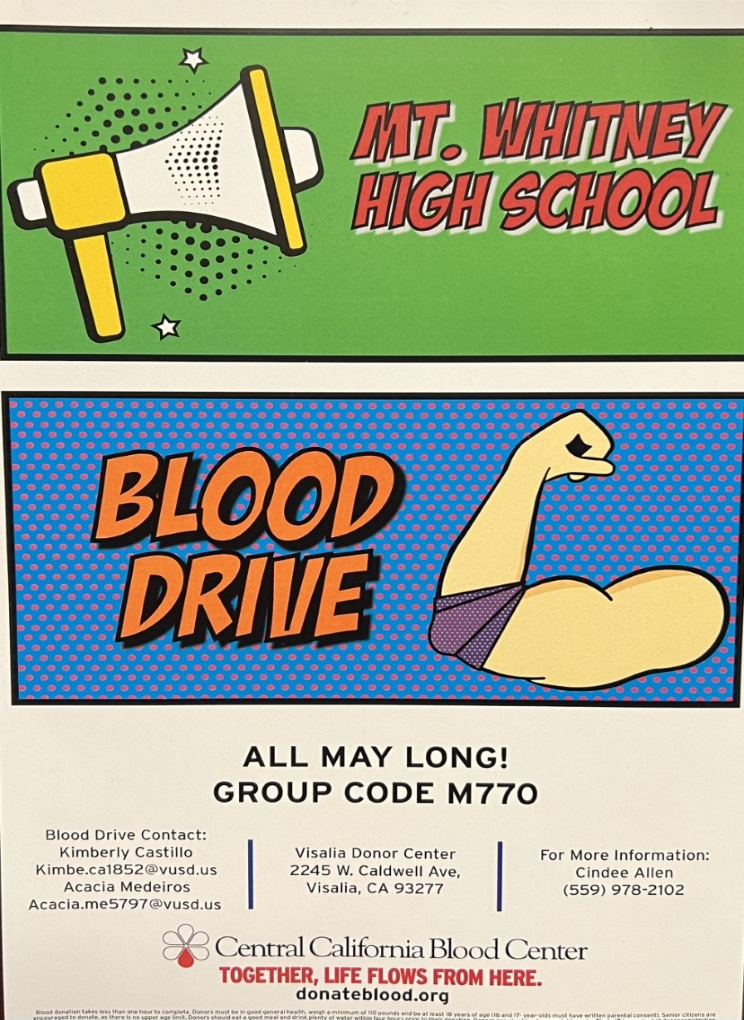 MT. WHITNEY
HIGH SCHOOL
BLOOD
DRIVE
ALL MAY LONG!
GROUP CODE M770
Blood Drive Contact:
Kimberly Castillo
Kimbe.ca1852@vusd.us
Acacia Medeiros
Acacia.me5797@vusd.us
Visalia Donor Center
2245 W. Caldwell Ave,
Visalia, CA 93277
For More Information:
Cindee Allen
(559) 978-2102
Central California Blood Center
TOGETHER, LIFE FLOWS FROM HERE.
donateblood.org
Blood donation takes less than one hour to complete. Donors must be in good general health, weigh a minimum of 110 pounds and be at least 18 years of age (16 and 17- year-olds must have written parental consent). Senior citizens are